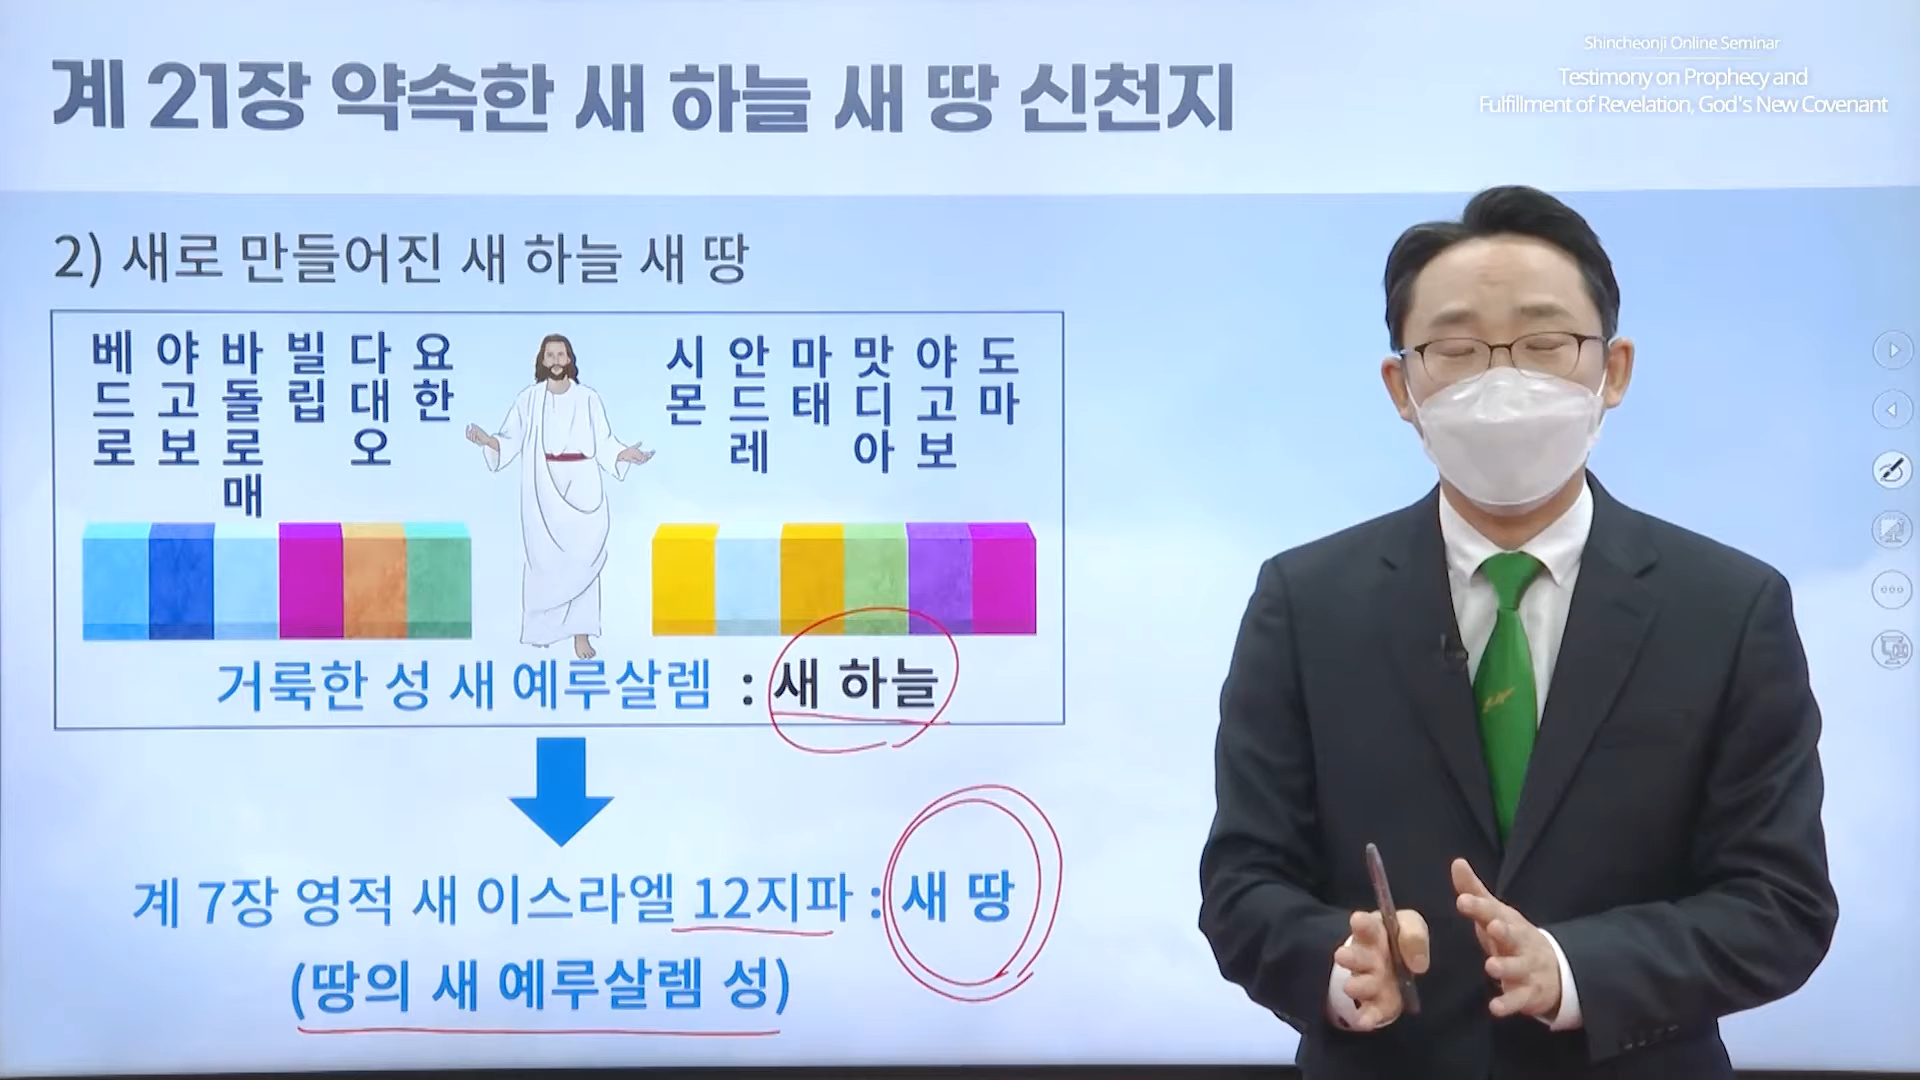 계 21장 약속한 새 하늘 새 땅 신천지
Shincheonji Online Seminar
Testimony on Prophecy and
Fulfillment of Revelation, God's New Covenant
2) 새로 만들어진 새 하늘 새 땅
베드로
야고보
바돌로매
빌립
다대오
요한
시몬
안드레
마태
맛디아
야고보
도마
거룩한 성 새 예루살렘 : 새 하늘
계 7장 영적 새 이스라엘 12지파 : 새 땅
(땅의 새 예루살렘 성)